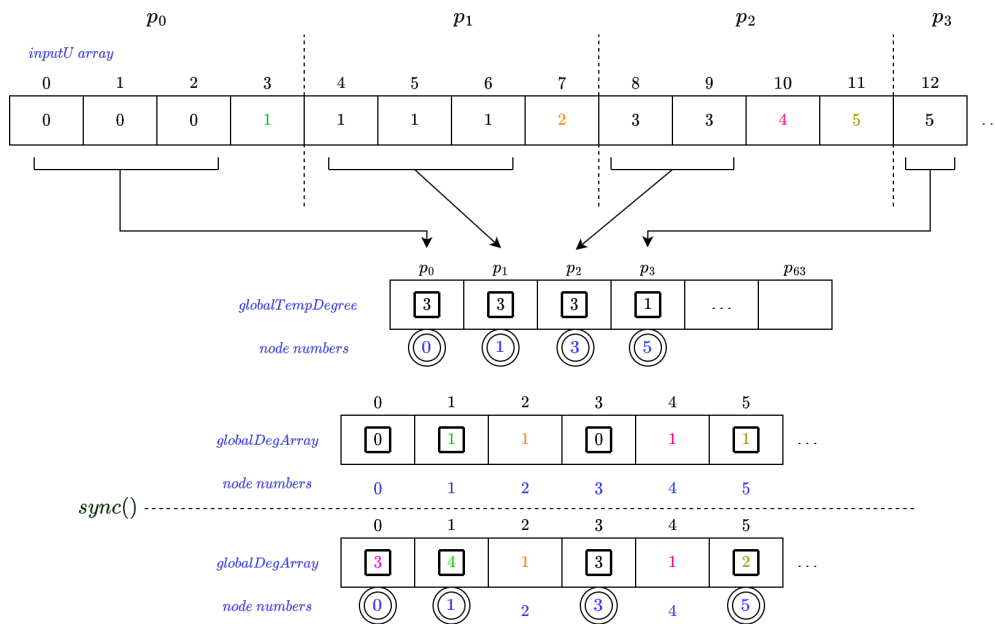 p0 p1 p2 p3
inputU array
0 1 2 3 4 5 6 7 8 9 10 11 12
0 0 0 1 1 1 1 2 3 3 4 5 5 ..
p0 p1 p2 p3 p63
globalTempDegree 3 3 3 1 ...
node numbers 0 1 3 5
0 1 2 3 4 5
globalDegArray 0 1 1 0 1 1 ...
node numbers 0 1 2 3 4 5
sync()
0 1 2 3 4 5
globalDegArray 3 4 1 3 1 2 ...
node numbers 0 1 2 3 4 5